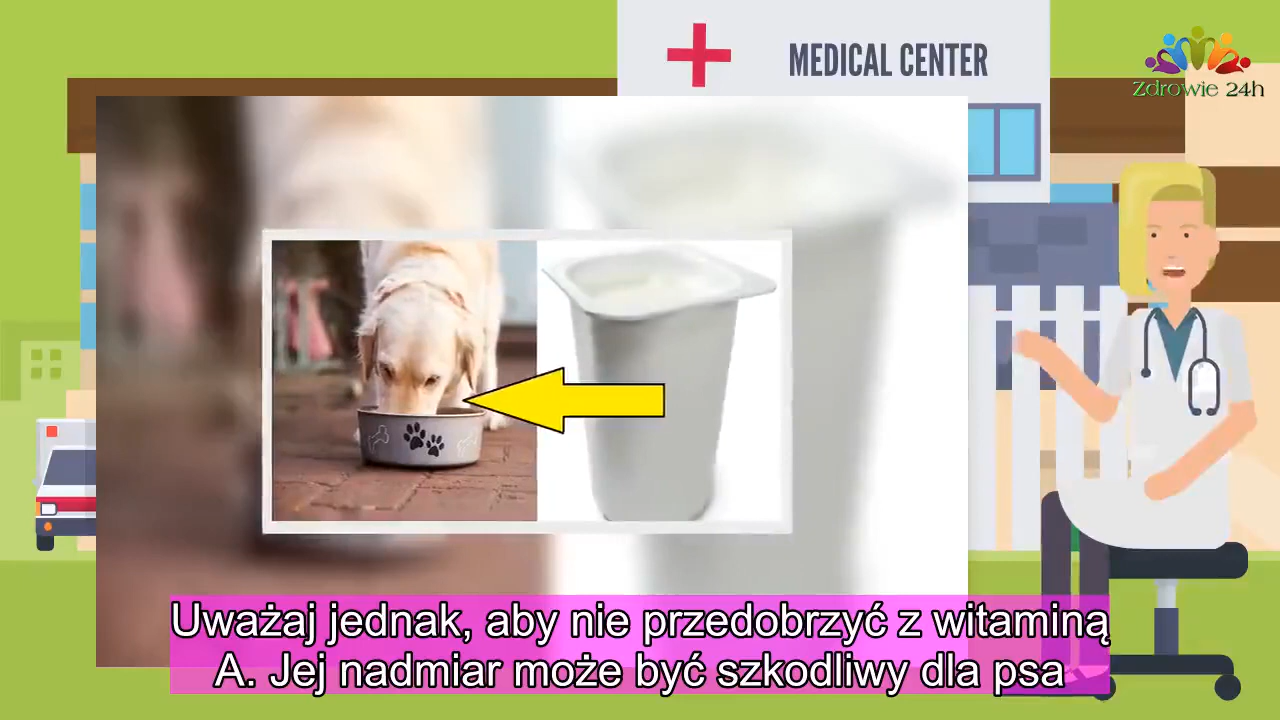 MEDICAL CENTER
Zdrowie 24h
Uważaj jednak, aby nie przedobrzyć z witaminą
A. Jej nadmiar może być szkodliwy dla psa